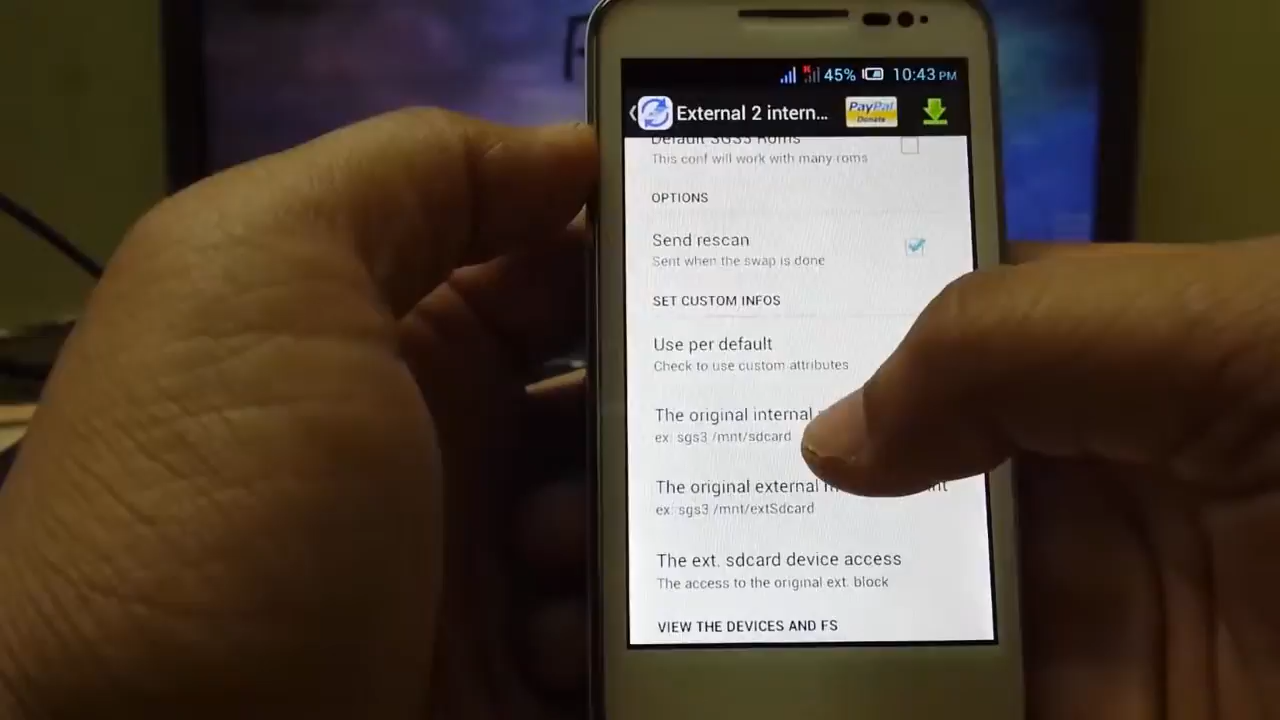 45% 10:43 PM
External 2 intern... PayPal Donate
Default SGS3 Roms
This conf will work with many roms
OPTIONS
Send rescan
Sent when the swap is done
SET CUSTOM INFOS
Use per default
Check to use custom attributes
The original internal
ex: sgs3 /mnt/sdcard
The original external
ex: sgs3 /mnt/extSdcard
The ext. sdcard device access
The access to the original ext. block
VIEW THE DEVICES AND FS